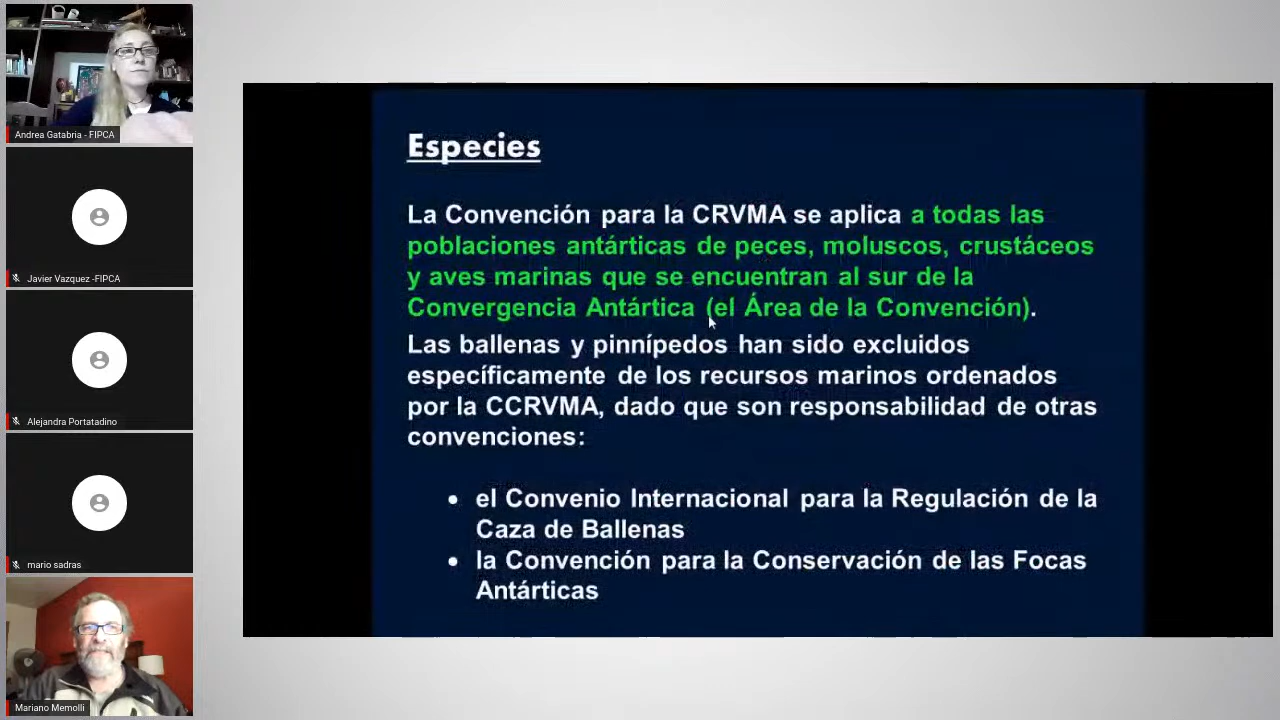 Andrea Gatabria - FIPCA
Javier Vazquez -FIPCA
Alejandra Portatadino
mario sadras
Mariano Memolli
Especies
La Convención para la CRVMA se aplica a todas las
poblaciones antárticas de peces, moluscos, crustáceos
y aves marinas que se encuentran al sur de la
Convergencia Antártica (el Área de la Convención).
Las ballenas y pinnípedos han sido excluidos
específicamente de los recursos marinos ordenados
por la CCRVMA, dado que son responsabilidad de otras
convenciones:
• el Convenio Internacional para la Regulación de la
Caza de Ballenas
• la Convención para la Conservación de las Focas
Antárticas